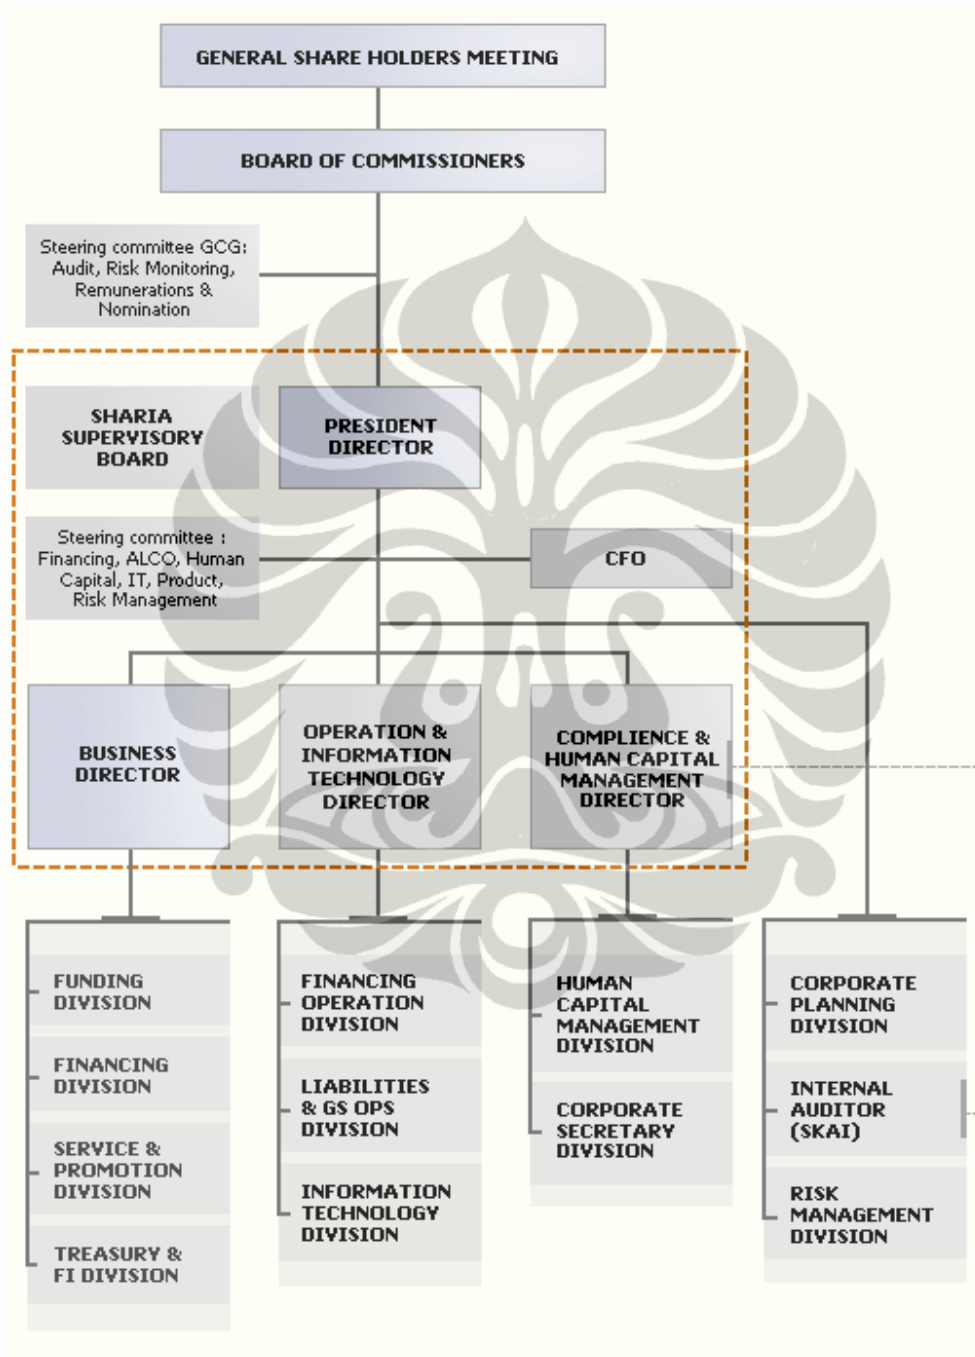 GENERAL SHARE HOLDERS MEETING
BOARD OF COMMISSIONERS
Steering committee GCG:
Audit, Risk Monitoring,
Remunerations &
Nomination
SHARIA
SUPERVISORY
BOARD
PRESIDENT
DIRECTOR
Steering committee :
Financing, ALCO, Human
Capital, IT, Product,
Risk Management
CFO
BUSINESS
DIRECTOR
OPERATION &
INFORMATION
TECHNOLOGY
DIRECTOR
COMPLIENCE &
HUMAN CAPITAL
MANAGEMENT
DIRECTOR
FUNDING
DIVISION
FINANCING
DIVISION
SERVICE &
PROMOTION
DIVISION
TREASURY &
FI DIVISION
FINANCING
OPERATION
DIVISION
LIABILITIES
& GS OPS
DIVISION
INFORMATION
TECHNOLOGY
DIVISION
HUMAN
CAPITAL
MANAGEMENT
DIVISION
CORPORATE
SECRETARY
DIVISION
CORPORATE
PLANNING
DIVISION
INTERNAL
AUDITOR
(SKAI)
RISK
MANAGEMENT
DIVISION